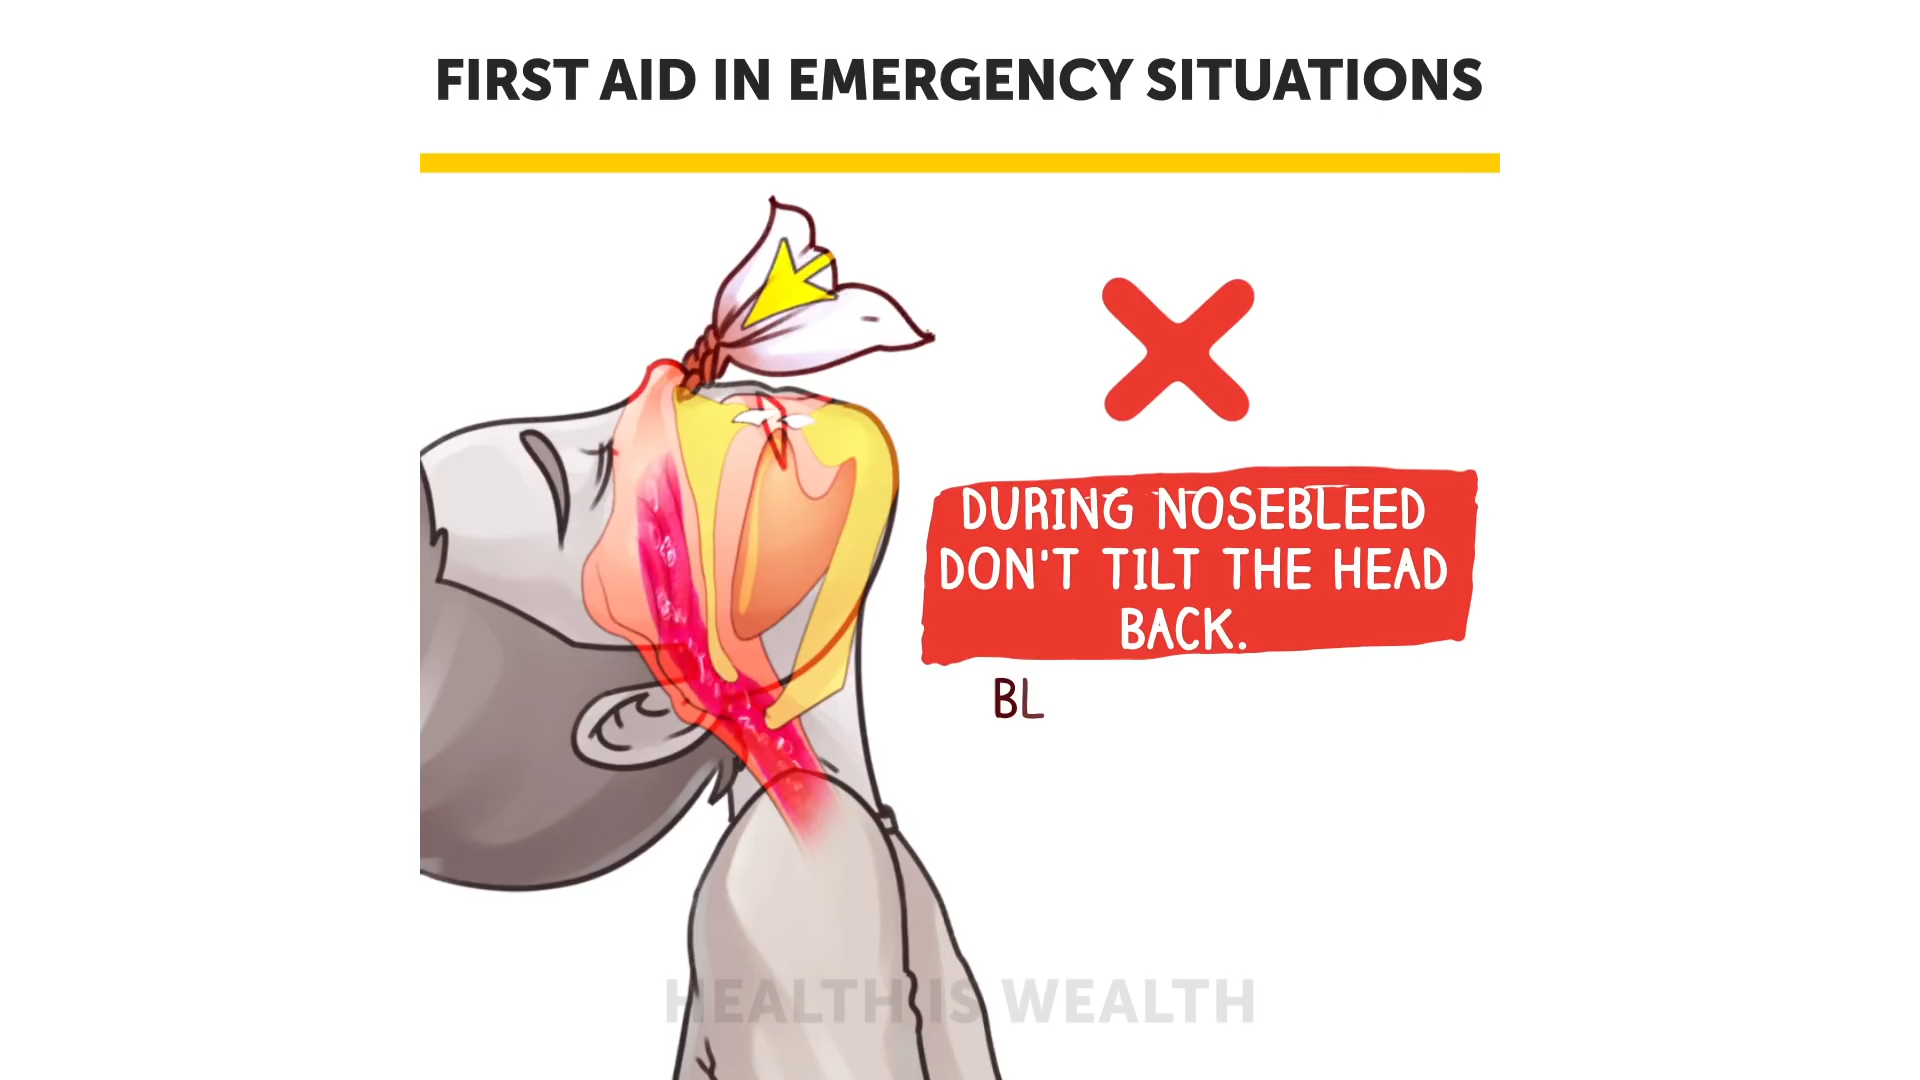 FIRST AID IN EMERGENCY SITUATIONS
DURING NOSEBLEED
DON'T TILT THE HEAD
BACK.
BL
HEALTH IS WEALTH